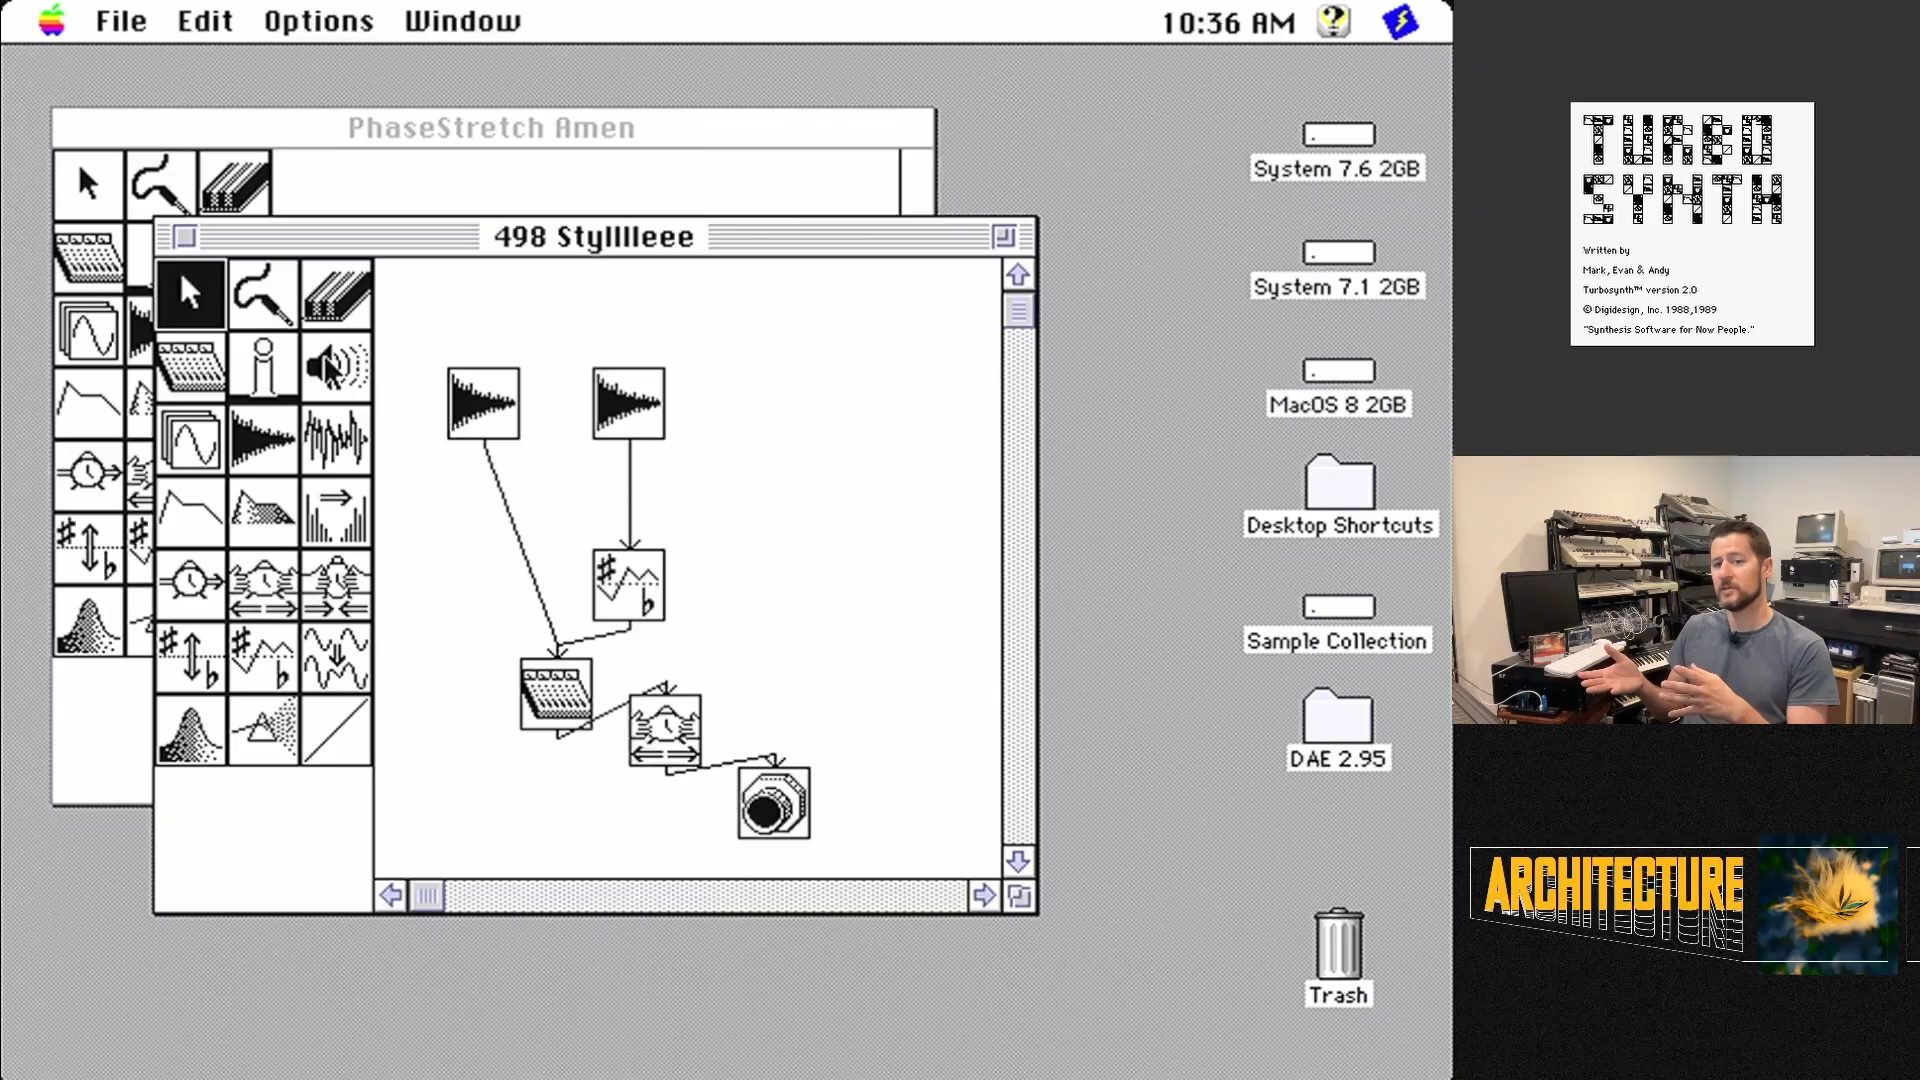 File Edit Options Window 10:36 AM
PhaseStretch Amen
498 Stylllleee
System 7.6 2GB
System 7.1 2GB
MacOS 8 2GB
Desktop Shortcuts
Sample Collection
DAE 2.95
Trash
TURBO
SYNTH
Written by
Mark, Evan & Andy
Turbosynth™ version 2.0
© Digidesign, Inc. 1988,1989
"Synthesis Software for Now People."
ARCHITECTURE